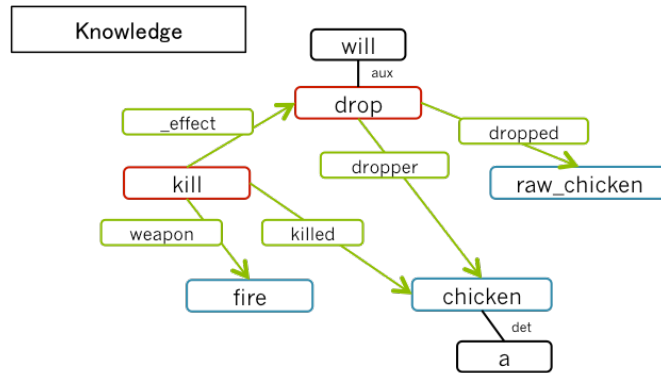 Knowledge
will
aux
drop
_effect
dropped
dropper
kill
raw_chicken
weapon
killed
fire
chicken
det
a